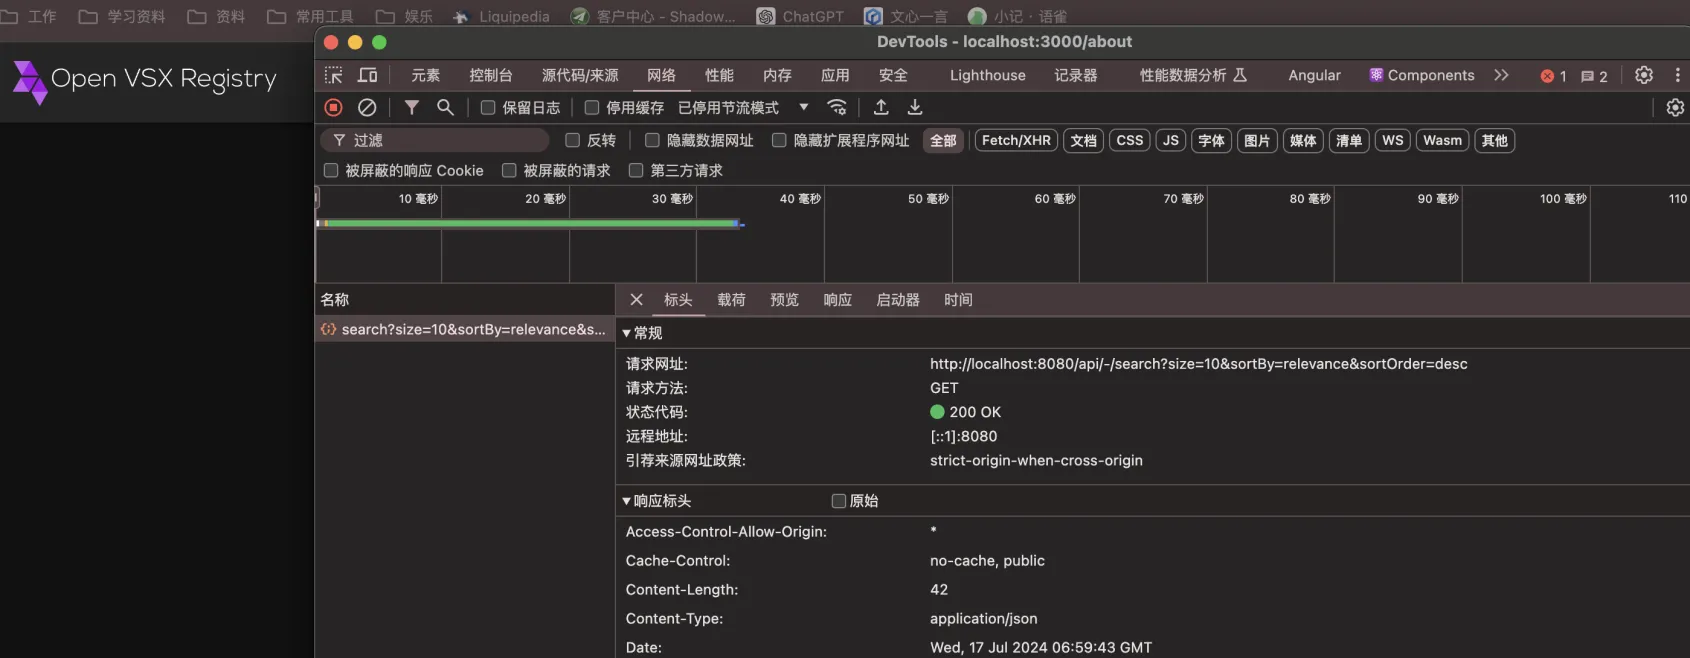 工作 学习资料 资料 常用工具 娱乐 Liquipedia 客户中心 - Shadow... ChatGPT 文心一言 小记 · 语雀
DevTools - localhost:3000/about
Open VSX Registry
元素 控制台 源代码/来源 网络 性能 内存 应用 安全 Lighthouse 记录器 性能数据分析 Angular Components 1 2
保留日志 停用缓存 已停用节流模式
过滤 反转 隐藏数据网址 隐藏扩展程序网址 全部 Fetch/XHR 文档 CSS JS 字体 图片 媒体 清单 WS Wasm 其他
被屏蔽的响应 Cookie 被屏蔽的请求 第三方请求
10 毫秒 20 毫秒 30 毫秒 40 毫秒 50 毫秒 60 毫秒 70 毫秒 80 毫秒 90 毫秒 100 毫秒 110
名称 标头 载荷 预览 响应 启动器 时间
search?size=10&sortBy=relevance&s...
常规
请求网址: http://localhost:8080/api/-/search?size=10&sortBy=relevance&sortOrder=desc
请求方法: GET
状态代码: 200 OK
远程地址: [::1]:8080
引荐来源网址政策: strict-origin-when-cross-origin
响应标头 原始
Access-Control-Allow-Origin: *
Cache-Control: no-cache, public
Content-Length: 42
Content-Type: application/json
Date: Wed, 17 Jul 2024 06:59:43 GMT